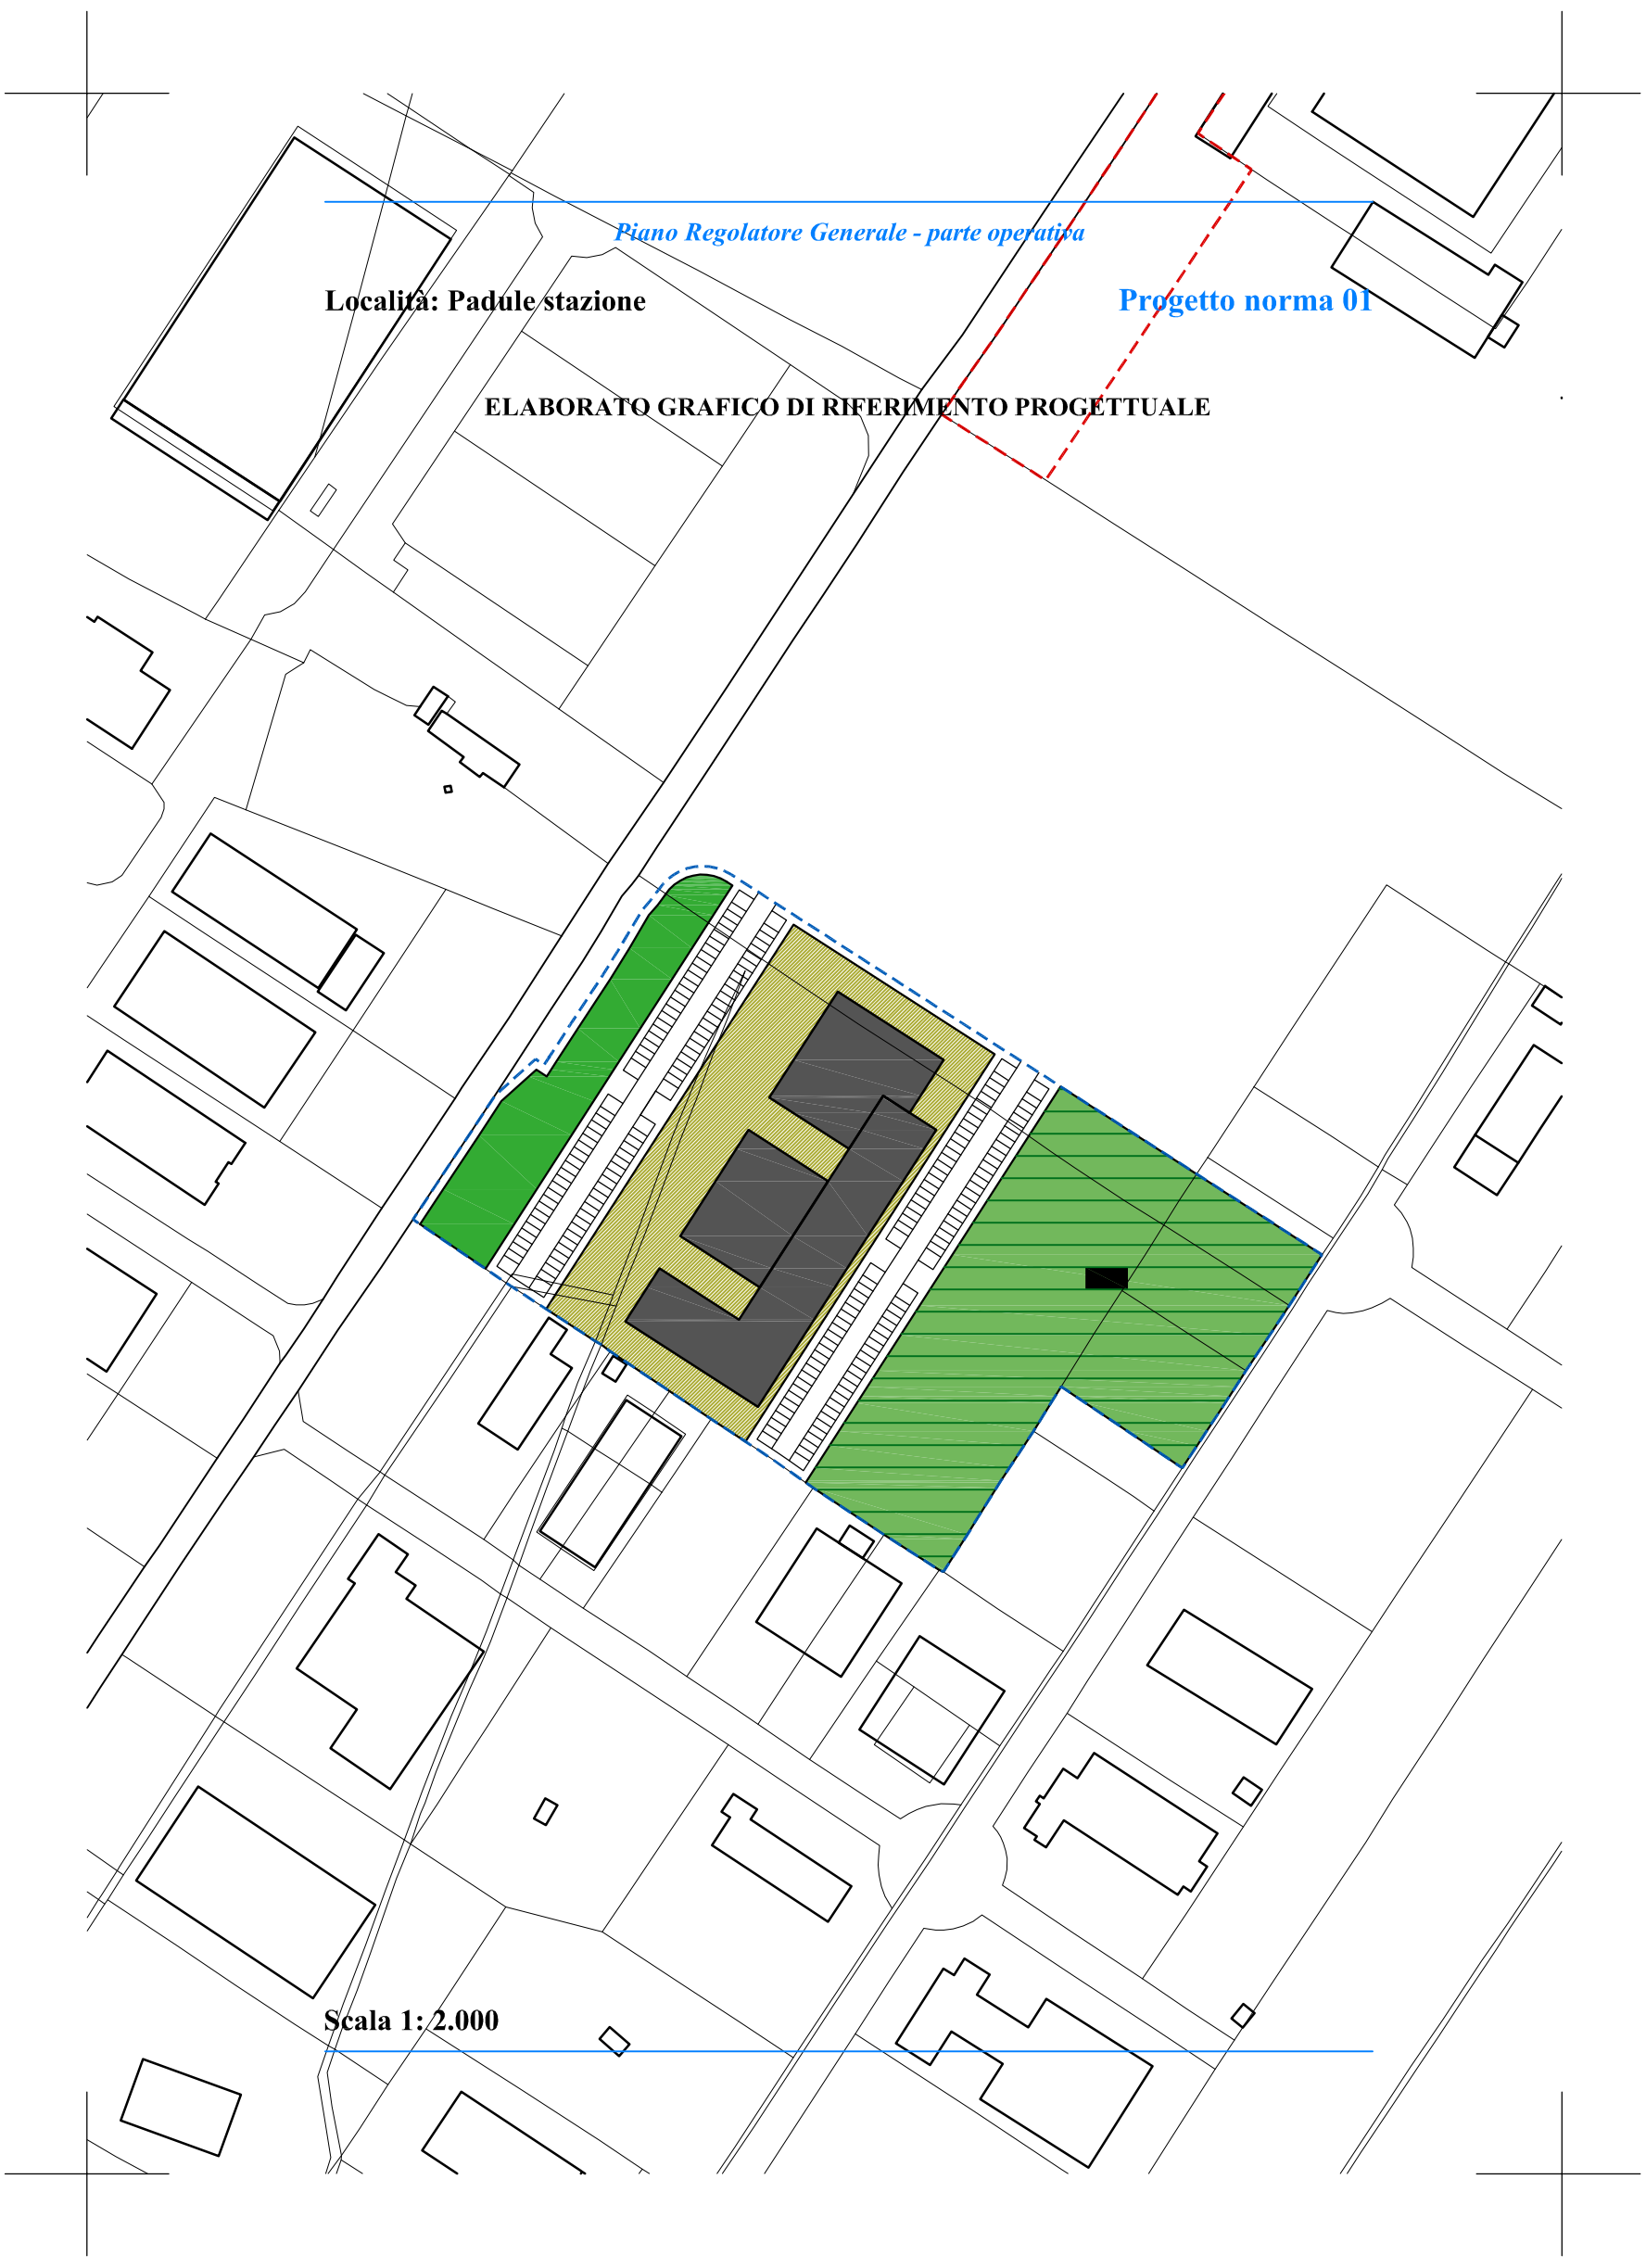 Piano Regolatore Generale - parte operativa
Località: Padule stazione Progetto norma 01
ELABORATO GRAFICO DI RIFERIMENTO PROGETTUALE
Scala 1: 2.000